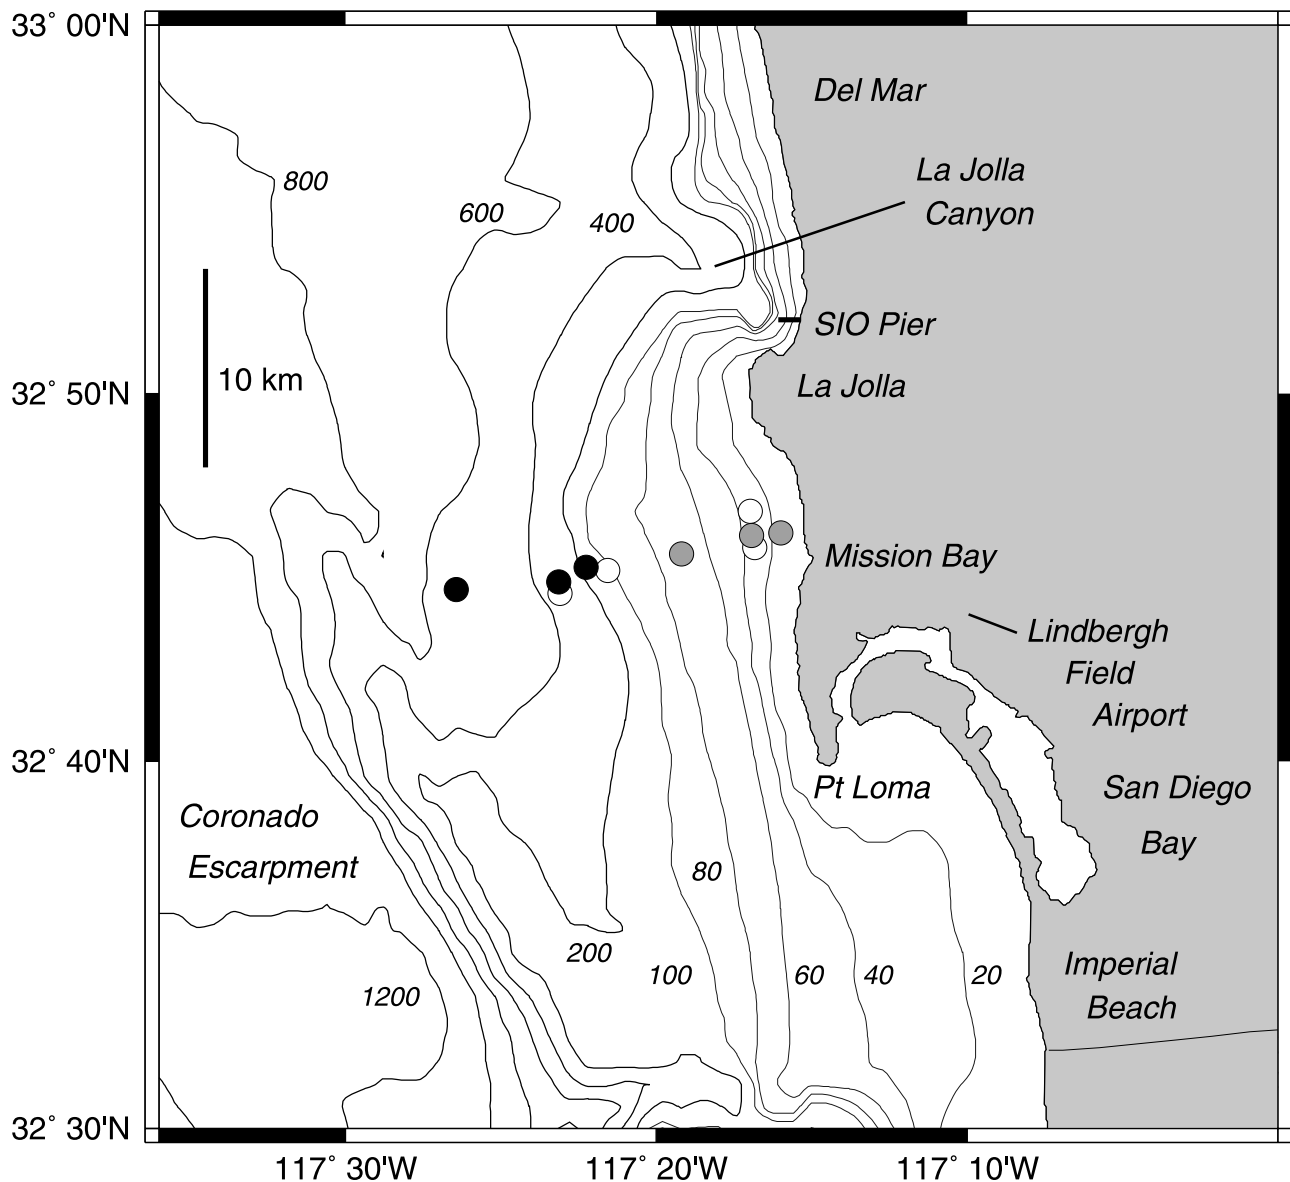 33° 00'N
Del Mar
La Jolla
Canyon
800
600
400
SIO Pier
10 km
La Jolla
32° 50'N
Mission Bay
Lindbergh
Field
Airport
32° 40'N
Pt Loma
San Diego
Bay
Coronado
Escarpment
80
200
100
60
40
20
Imperial
Beach
1200
32° 30'N
117° 30'W
117° 20'W
117° 10'W